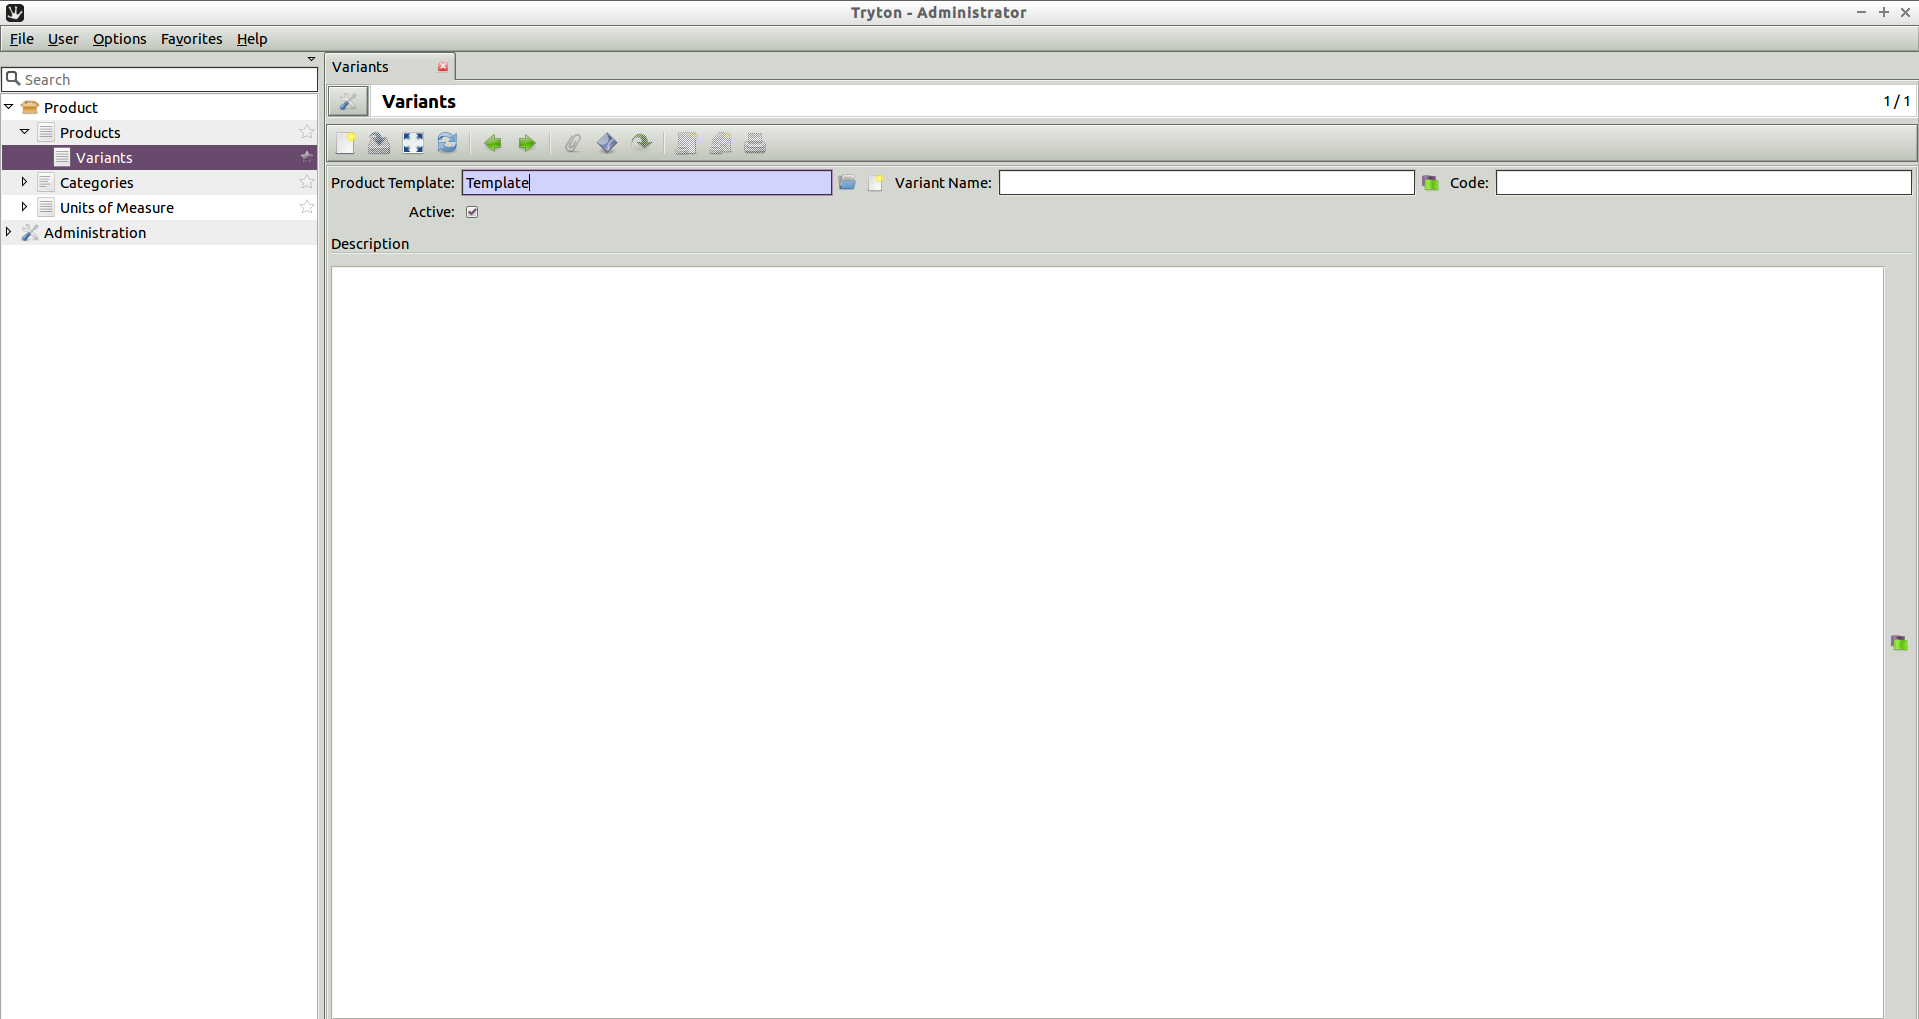 Tryton - Administrator
File User Options Favorites Help
Search
Product
Products
Variants
Categories
Units of Measure
Administration
Variants
Variants
1 / 1
Product Template: Template Variant Name: Code:
Active:
Description